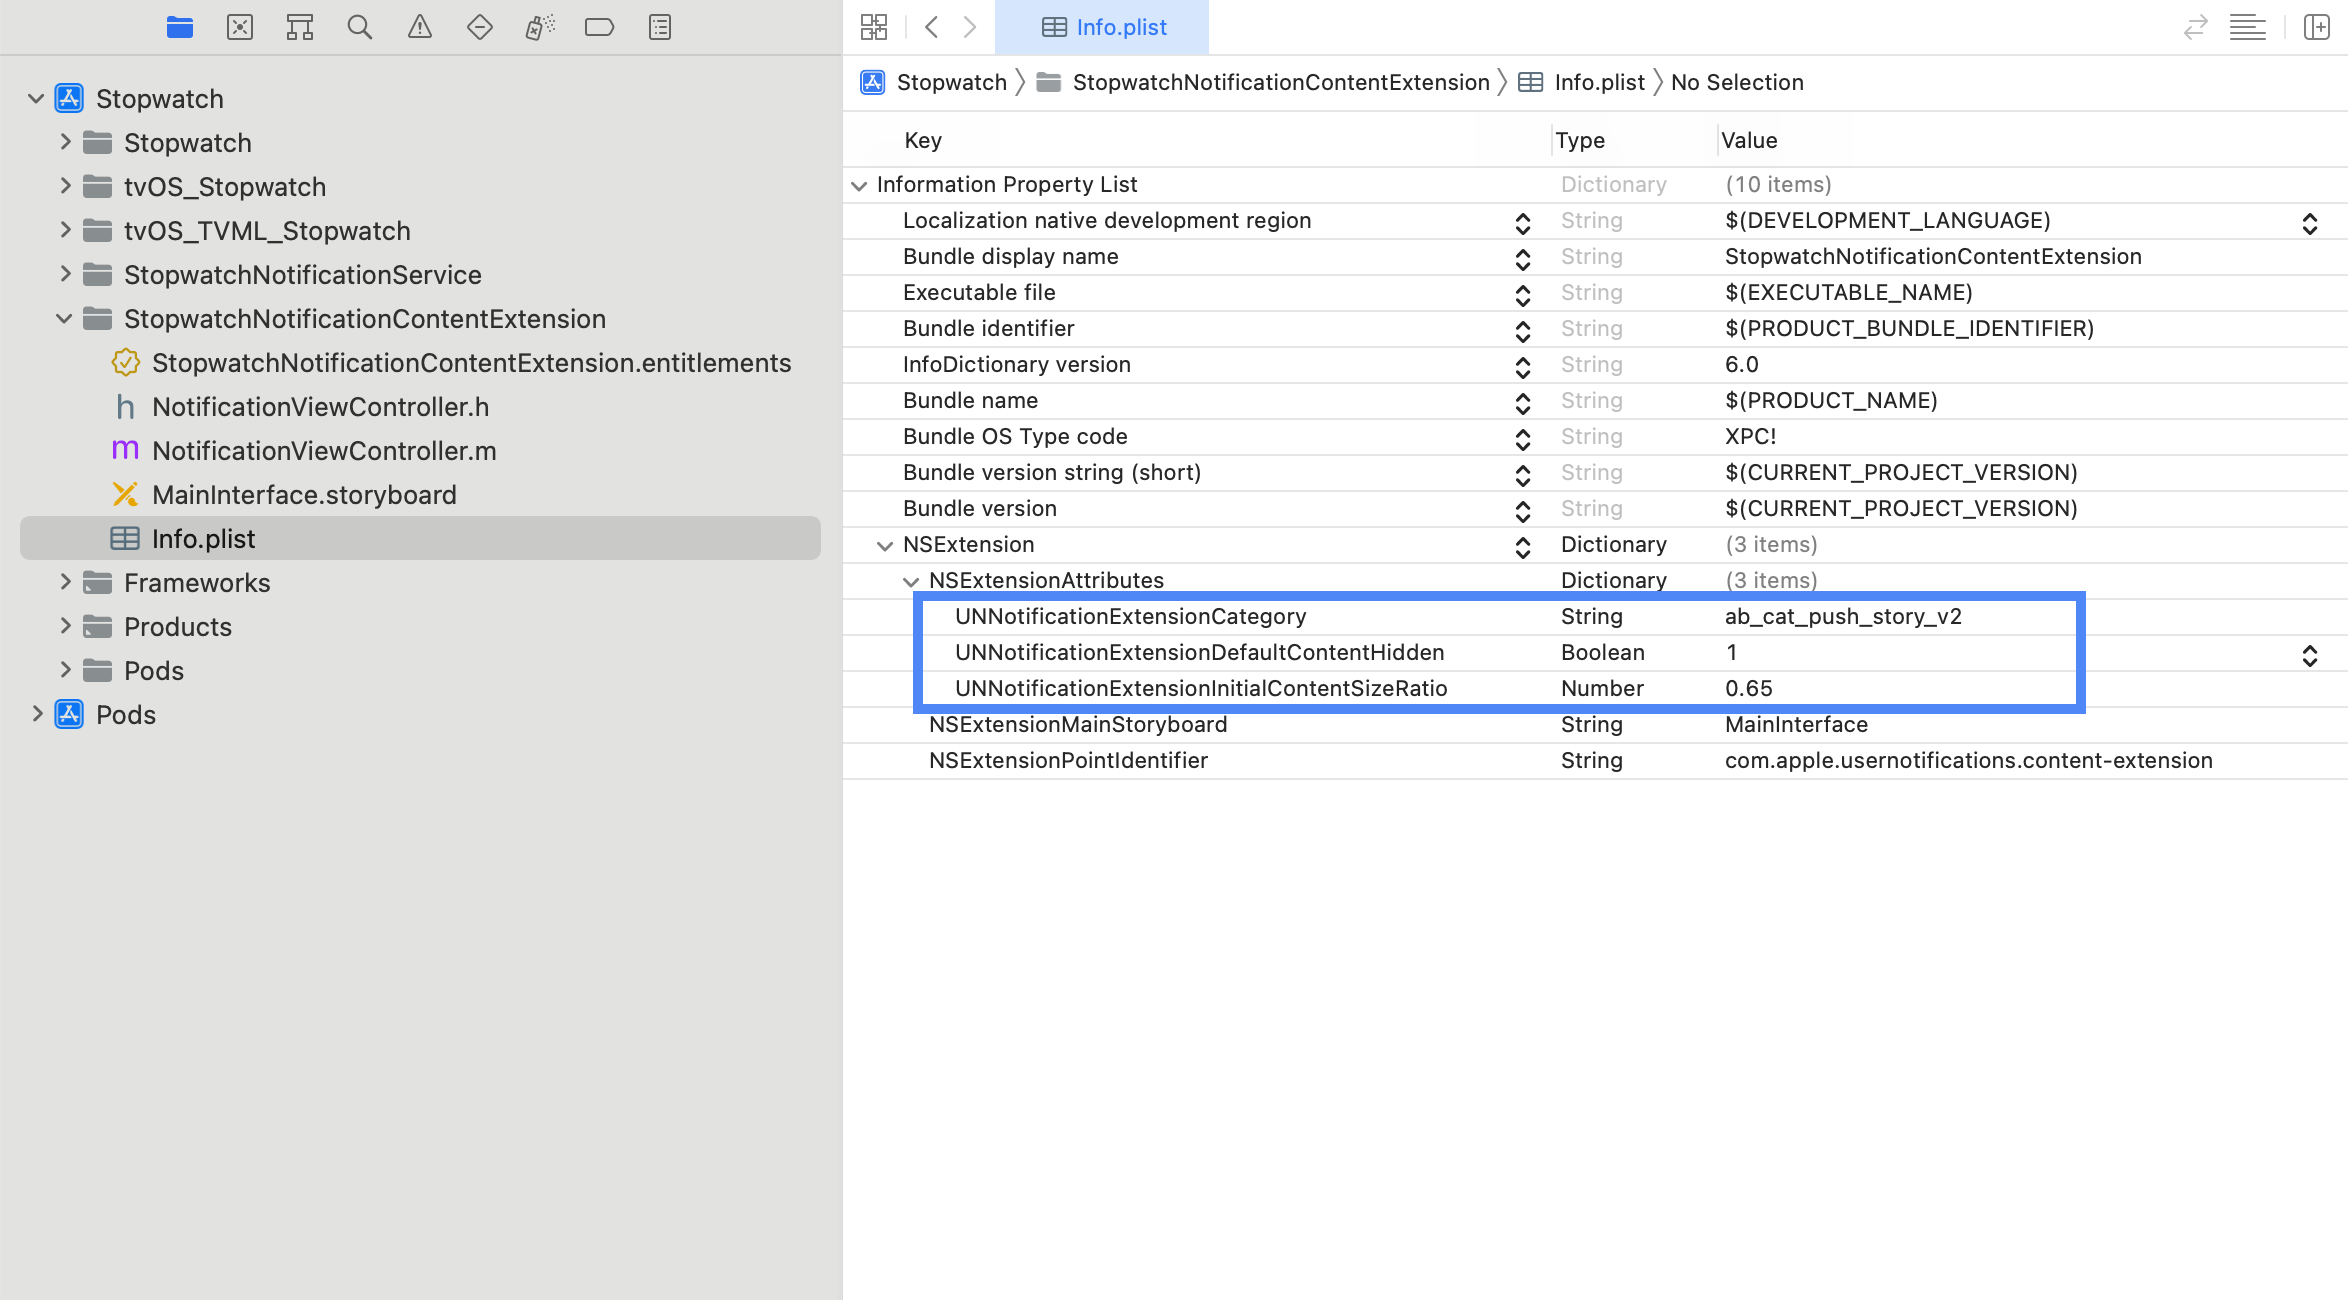 Stopwatch
Stopwatch
tvOS_Stopwatch
tvOS_TVML_Stopwatch
StopwatchNotificationService
StopwatchNotificationContentExtension
StopwatchNotificationContentExtension.entitlements
h NotificationViewController.h
m NotificationViewController.m
MainInterface.storyboard
Info.plist
Frameworks
Products
Pods
Pods
Info.plist
Stopwatch StopwatchNotificationContentExtension Info.plist No Selection
Key Type Value
Information Property List Dictionary (10 items)
Localization native development region String $(DEVELOPMENT_LANGUAGE)
Bundle display name String StopwatchNotificationContentExtension
Executable file String $(EXECUTABLE_NAME)
Bundle identifier String $(PRODUCT_BUNDLE_IDENTIFIER)
InfoDictionary version String 6.0
Bundle name String $(PRODUCT_NAME)
Bundle OS Type code String XPC!
Bundle version string (short) String $(CURRENT_PROJECT_VERSION)
Bundle version String $(CURRENT_PROJECT_VERSION)
NSExtension Dictionary (3 items)
NSExtensionAttributes Dictionary (3 items)
UNNotificationExtensionCategory String ab_cat_push_story_v2
UNNotificationExtensionDefaultContentHidden Boolean 1
UNNotificationExtensionInitialContentSizeRatio Number 0.65
NSExtensionMainStoryboard String MainInterface
NSExtensionPointIdentifier String com.apple.usernotifications.content-extension